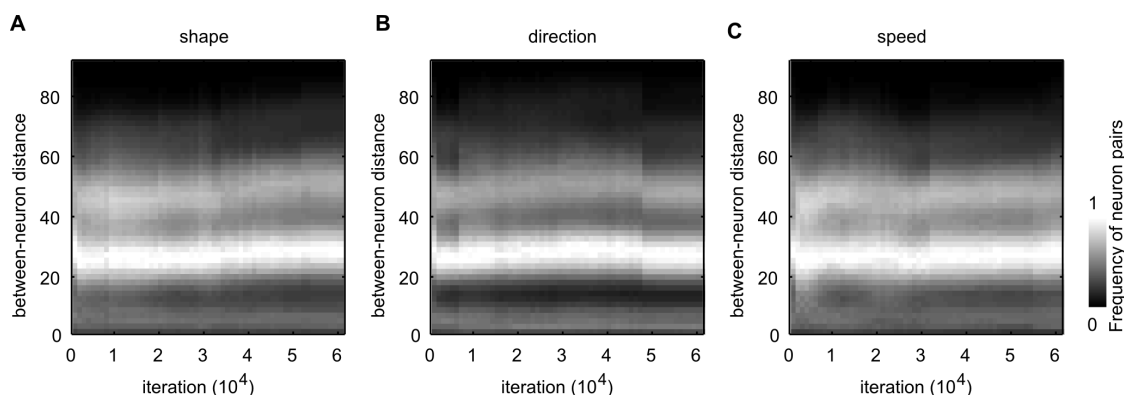 A
shape
between-neuron distance
80
60
40
20
0
0 1 2 3 4 5 6
iteration (10^4)
B
direction
between-neuron distance
80
60
40
20
0
0 1 2 3 4 5 6
iteration (10^4)
C
speed
between-neuron distance
80
60
40
20
0
0 1 2 3 4 5 6
iteration (10^4)
1
0
Frequency of neuron pairs